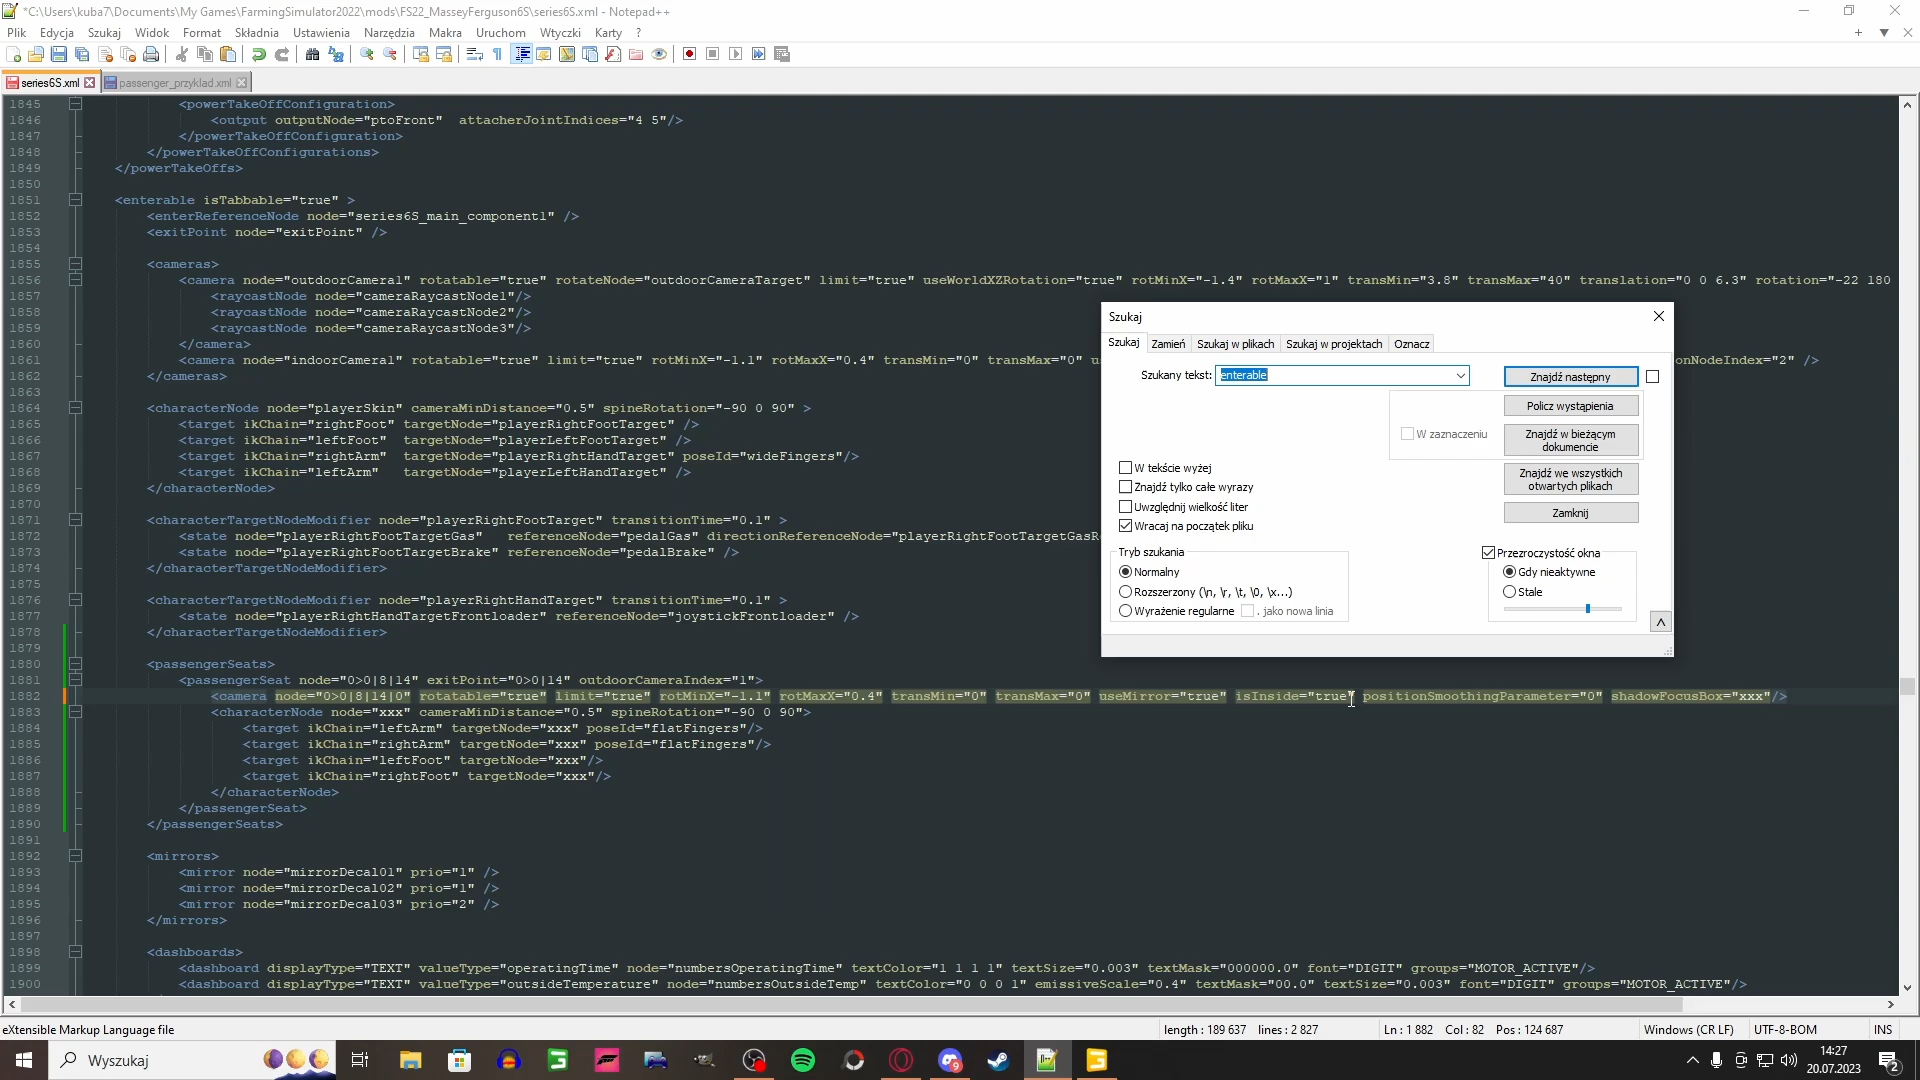 *C:\Users\kuba7\Documents\My Games\FarmingSimulator2022\mods\FS22_MasseyFerguson6S\series6S.xml - Notepad++
Plik Edycja Szukaj Widok Format Składnia Ustawienia Narzędzia Makra Uruchom Wtyczki Karty ?
series6S.xml passenger_przyklad.xml
1845 <powerTakeOffConfiguration>
1846 <output outputNode="ptoFront" attacherJointIndices="4 5"/>
1847 </powerTakeOffConfiguration>
1848 </powerTakeOffConfigurations>
1849 </powerTakeOffs>
1850
1851 <enterable isTabbable="true" >
1852 <enterReferenceNode node="series6S_main_component1" />
1853 <exitPoint node="exitPoint" />
1854
1855 <cameras>
1856 <camera node="outdoorCamera1" rotatable="true" rotateNode="outdoorCameraTarget" limit="true" useWorldXZRotation="true" rotMinX="-1.4" rotMaxX="1" transMin="3.8" transMax="40" translation="0 0 6.3" rotation="-22 180
1857 <raycastNode node="cameraRaycastNode1"/>
1858 <raycastNode node="cameraRaycastNode2"/>
1859 <raycastNode node="cameraRaycastNode3"/>
1860 </camera>
1861 <camera node="indoorCamera1" rotatable="true" limit="true" rotMinX="-1.1" rotMaxX="0.4" transMin="0" transMax="0" u onNodeIndex="2" />
1862 </cameras>
1863
1864 <characterNode node="playerSkin" cameraMinDistance="0.5" spineRotation="-90 0 90" >
1865 <target ikChain="rightFoot" targetNode="playerRightFootTarget" />
1866 <target ikChain="leftFoot" targetNode="playerLeftFootTarget" />
1867 <target ikChain="rightArm" targetNode="playerRightHandTarget" poseId="wideFingers"/>
1868 <target ikChain="leftArm" targetNode="playerLeftHandTarget" />
1869 </characterNode>
1870
1871 <characterTargetNodeModifier node="playerRightFootTarget" transitionTime="0.1" >
1872 <state node="playerRightFootTargetGas" referenceNode="pedalGas" directionReferenceNode="playerRightFootTargetGasR
1873 <state node="playerRightFootTargetBrake" referenceNode="pedalBrake" />
1874 </characterTargetNodeModifier>
1875
1876 <characterTargetNodeModifier node="playerRightHandTarget" transitionTime="0.1" >
1877 <state node="playerRightHandTargetFrontloader" referenceNode="joystickFrontloader" />
1878 </characterTargetNodeModifier>
1879
1880 <passengerSeats>
1881 <passengerSeat node="0>0|8|14" exitPoint="0>0|14" outdoorCameraIndex="1">
1882 <camera node="0>0|8|14|0" rotatable="true" limit="true" rotMinX="-1.1" rotMaxX="0.4" transMin="0" transMax="0" useMirror="true" isInside="true" positionSmoothingParameter="0" shadowFocusBox="xxx"/>
1883 <characterNode node="xxx" cameraMinDistance="0.5" spineRotation="-90 0 90">
1884 <target ikChain="leftArm" targetNode="xxx" poseId="flatFingers"/>
1885 <target ikChain="rightArm" targetNode="xxx" poseId="flatFingers"/>
1886 <target ikChain="leftFoot" targetNode="xxx"/>
1887 <target ikChain="rightFoot" targetNode="xxx"/>
1888 </characterNode>
1889 </passengerSeat>
1890 </passengerSeats>
1891
1892 <mirrors>
1893 <mirror node="mirrorDecal01" prio="1" />
1894 <mirror node="mirrorDecal02" prio="1" />
1895 <mirror node="mirrorDecal03" prio="2" />
1896 </mirrors>
1897
1898 <dashboards>
1899 <dashboard displayType="TEXT" valueType="operatingTime" node="numbersOperatingTime" textColor="1 1 1 1" textSize="0.003" textMask="000000.0" font="DIGIT" groups="MOTOR_ACTIVE"/>
1900 <dashboard displayType="TEXT" valueType="outsideTemperature" node="numbersOutsideTemp" textColor="0 0 0 1" emissiveScale="0.4" textMask="00.0" textSize="0.003" font="DIGIT" groups="MOTOR_ACTIVE"/>
Szukaj
Szukaj Zamień Szukaj w plikach Szukaj w projektach Oznacz
Szukany tekst: enterable Znajdź następny
Policz wystąpienia
W zaznaczeniu
Znajdź w bieżącym
dokumencie
W tekście wyżej
Znajdź we wszystkich
otwartych plikach
Znajdź tylko całe wyrazy
Uwzględnij wielkość liter
Zamknij
Wracaj na początek pliku
Tryb szukania
Przezroczystość okna
Normalny
Gdy nieaktywne
Rozszerzony (\n, \r, \t, \0, \x...)
Stale
Wyrażenie regularne . jako nowa linia
eXtensible Markup Language file length : 189 637 lines : 2 827 Ln : 1 882 Col : 82 Pos : 124 687 Windows (CR LF) UTF-8-BOM INS
Wyszukaj
9
14:27
20.07.2023
2